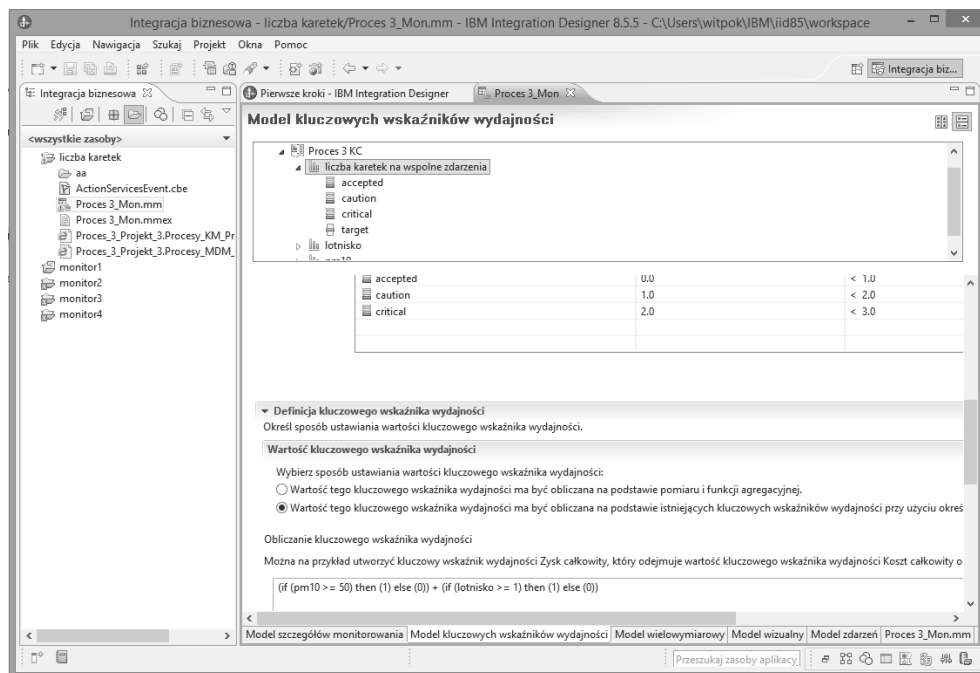 Integracja biznesowa - liczba karetek/Proces 3_Mon.mm - IBM Integration Designer 8.5.5 - C:\Users\witpok\IBM\iid85\workspace
Plik Edycja Nawigacja Szukaj Projekt Okna Pomoc
Integracja biz...
Integracja biznesowa
Pierwsze kroki - IBM Integration Designer
Proces 3_Mon
<wszystkie zasoby>
liczba karetek
aa
ActionServicesEvent.cbe
Proces 3_Mon.mm
Proces 3_Mon.mmex
Proces_3_Projekt_3.Procesy_KM_Pr
Proces_3_Projekt_3.Procesy_MDM_
monitor1
monitor2
monitor3
monitor4
Model kluczowych wskaźników wydajności
Proces 3 KC
liczba karetek na wspolne zdarzenia
accepted
caution
critical
target
lotnisko
pm10
accepted 0.0 < 1.0
caution 1.0 < 2.0
critical 2.0 < 3.0
Definicja kluczowego wskaźnika wydajności
Określ sposób ustawiania wartości kluczowego wskaźnika wydajności.
Wartość kluczowego wskaźnika wydajności
Wybierz sposób ustawiania wartości kluczowego wskaźnika wydajności:
Wartość tego kluczowego wskaźnika wydajności ma być obliczana na podstawie pomiaru i funkcji agregacyjnej.
Wartość tego kluczowego wskaźnika wydajności ma być obliczana na podstawie istniejących kluczowych wskaźników wydajności przy użyciu okreś
Obliczanie kluczowego wskaźnika wydajności
Można na przykład utworzyć kluczowy wskaźnik wydajności Zysk całkowity, który odejmuje wartość kluczowego wskaźnika wydajności Koszt całkowity o
(if (pm10 >= 50) then (1) else (0)) + (if (lotnisko >= 1) then (1) else (0))
Model szczegółów monitorowania Model kluczowych wskaźników wydajności Model wielowymiarowy Model wizualny Model zdarzeń Proces 3_Mon.mm
Przeszukaj zasoby aplikacy